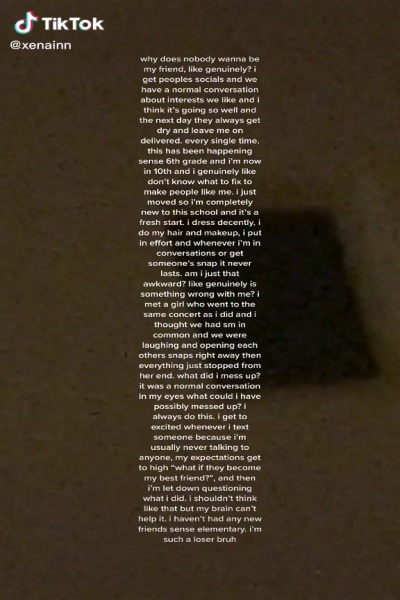 TikTok
@xenainn
why does nobody wanna be
my friend, like genuinely? i
get peoples socials and we
have a normal conversation
about interests we like and i
think it's going so well and
the next day they always get
dry and leave me on
delivered. every single time.
this has been happening
sense 6th grade and i'm now
in 10th and i genuinely like
don't know what to fix to
make people like me. i just
moved so i'm completely
new to this school and it's a
fresh start. i dress decently, i
do my hair and makeup, i put
in effort and whenever i'm in
conversations or get
someone's snap it never
lasts. am i just that
awkward? like genuinely is
something wrong with me? i
met a girl who went to the
same concert as i did and i
thought we had sm in
common and we were
laughing and opening each
others snaps right away then
everything just stopped from
her end. what did i mess up?
it was a normal conversation
in my eyes what could i have
possibly messed up? i
always do this. i get to
excited whenever i text
someone because i'm
usually never talking to
anyone, my expectations get
to high "what if they become
my best friend?", and then
i'm let down questioning
what i did. i shouldn't think
like that but my brain can't
help it. i haven't had any new
friends sense elementary. i'm
such a loser bruh